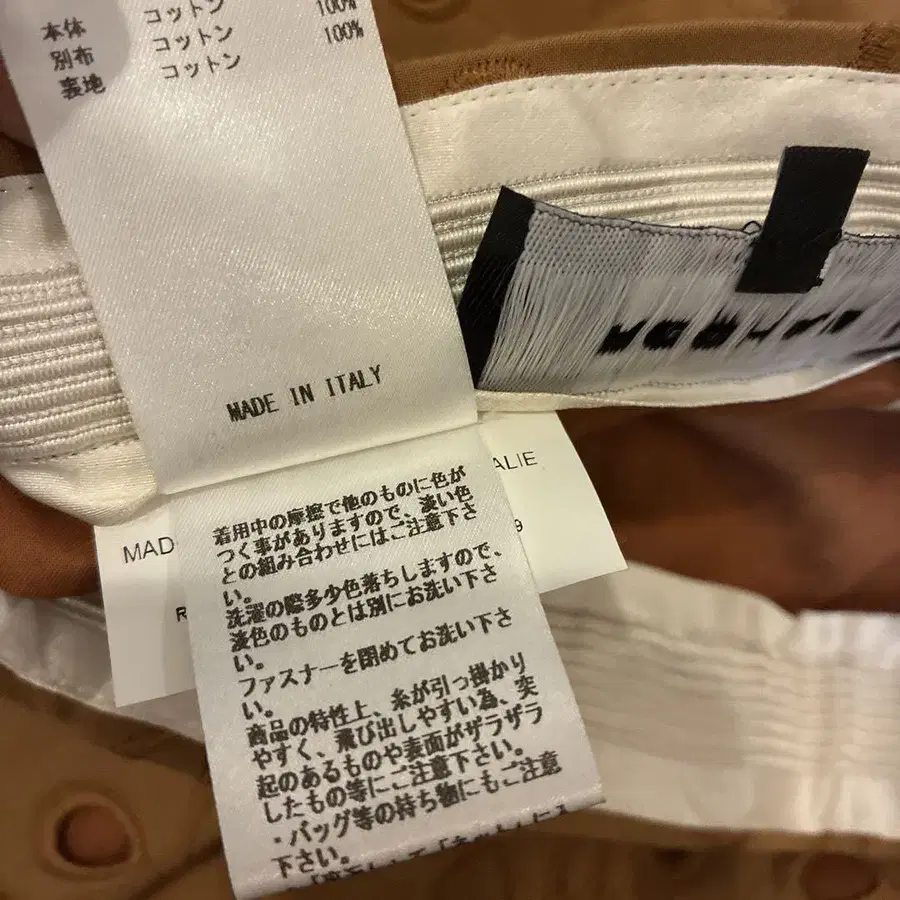 コットン 100%
本体 コットン 100%
別布 コットン
裏地
MADE IN ITALY
ALIE
MAD
9
R
着用中の摩擦で他のものに色が
つく事がありますので、淡い色
との組み合わせにはご注意下さ
い。
洗濯の際多少色落ちしますので、
淡色のものとは別にお洗い下さ
い。
ファスナーを閉めてお洗い下さ
い。
商品の特性上、糸が引っ掛かり
やすく、飛び出しやすい為、突
起のあるものや表面がザラザラ
したもの等にご注意下さい。
・バッグ等の持ち物にもご注意
下さい。